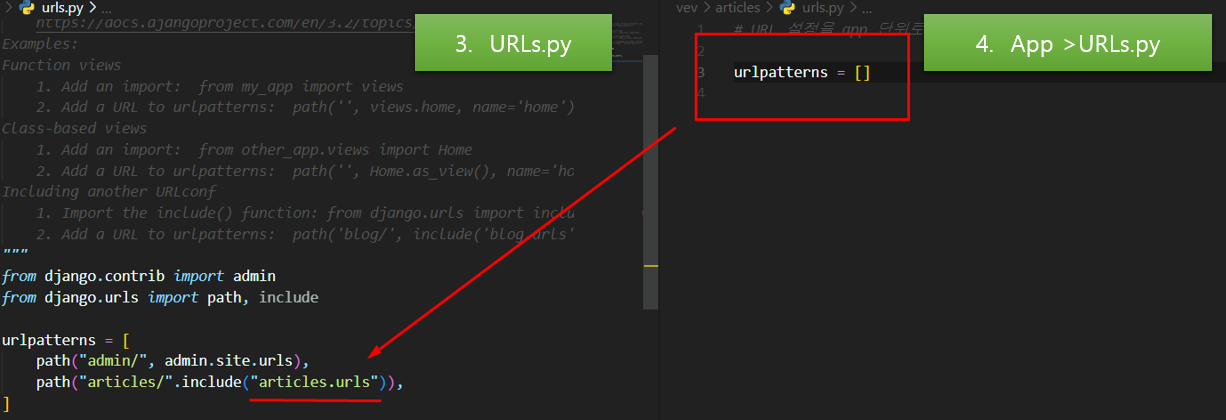 urls.py > ...
https://docs.djangoproject.com/en/3.2/topics/
3. URLs.py
Examples:
Function views
1. Add an import: from my_app import views
2. Add a URL to urlpatterns: path('', views.home, name='home')
Class-based views
1. Add an import: from other_app.views import Home
2. Add a URL to urlpatterns: path('', Home.as_view(), name='ho
Including another URLconf
1. Import the include() function: from django.urls import inclu
2. Add a URL to urlpatterns: path('blog/', include('blog.urls'
"""
from django.contrib import admin
from django.urls import path, include
urlpatterns = [
path("admin/", admin.site.urls),
path("articles/".include("articles.urls")),
]
vev > articles > urls.py > ...
1 # URL 설정을 app 단위로
4. App >URLs.py
2
3 urlpatterns = []
4